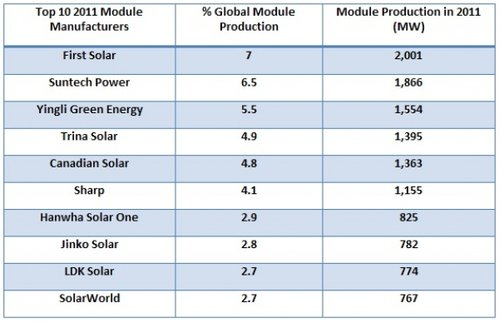 Top 10 2011 Module Manufacturers % Global Module Production Module Production in 2011 (MW)
First Solar 7 2,001
Suntech Power 6.5 1,866
Yingli Green Energy 5.5 1,554
Trina Solar 4.9 1,395
Canadian Solar 4.8 1,363
Sharp 4.1 1,155
Hanwha Solar One 2.9 825
Jinko Solar 2.8 782
LDK Solar 2.7 774
SolarWorld 2.7 767